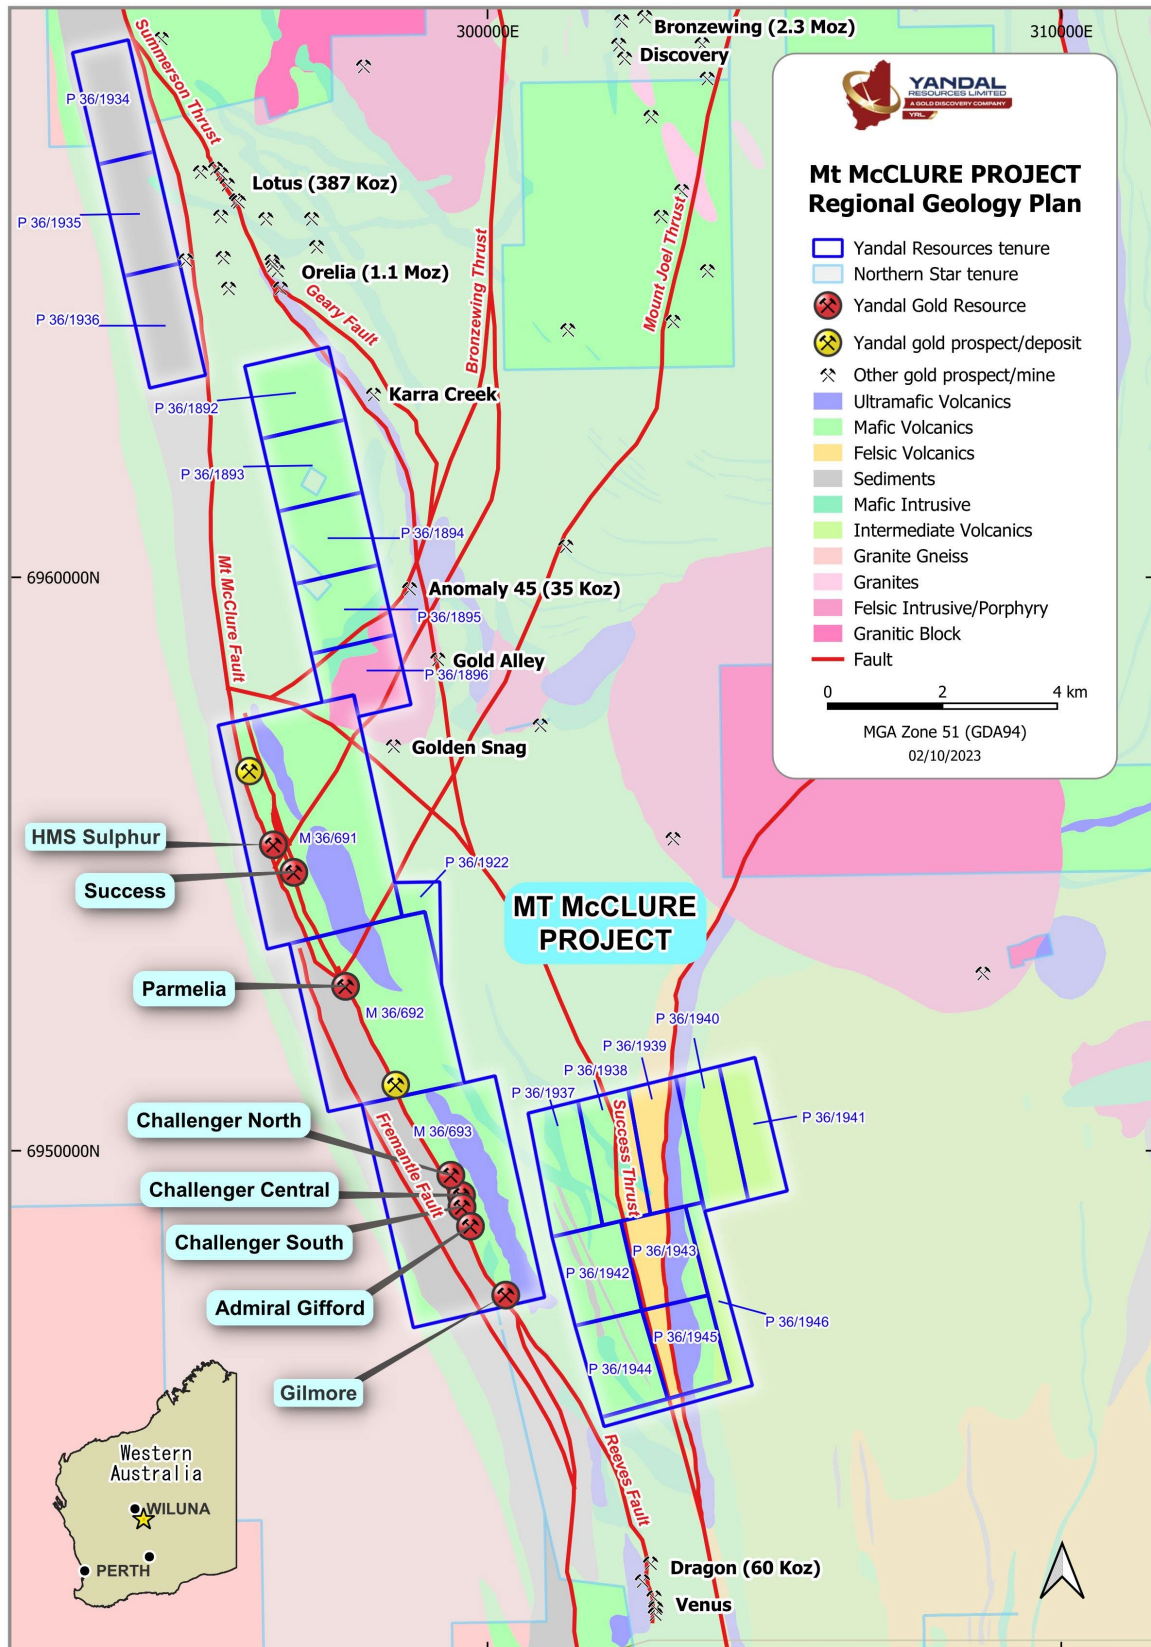 300000E
310000E
Bronzewing (2.3 Moz)
Discovery
Summerson Thrust
P 36/1934
Lotus (387 Koz)
P 36/1935
Orelia (1.1 Moz)
Geary Fault
Bronzewing Thrust
Mount Joel Thrust
P 36/1936
Karra Creek
P 36/1892
P 36/1893
P 36/1894
6960000N
Mt McClure Fault
Anomaly 45 (35 Koz)
P 36/1895
Gold Alley
P 36/1896
Golden Snag
YANDAL
RESOURCES LIMITED
A GOLD DISCOVERY COMPANY
YRL
Mt McCLURE PROJECT
Regional Geology Plan
Yandal Resources tenure
Northern Star tenure
Yandal Gold Resource
Yandal gold prospect/deposit
Other gold prospect/mine
Ultramafic Volcanics
Mafic Volcanics
Felsic Volcanics
Sediments
Mafic Intrusive
Intermediate Volcanics
Granite Gneiss
Granites
Felsic Intrusive/Porphyry
Granitic Block
Fault
0 2 4 km
MGA Zone 51 (GDA94)
02/10/2023
HMS Sulphur
M 36/691
Success
P 36/1922
MT McCLURE
PROJECT
Parmelia
M 36/692
P 36/1940
P 36/1939
P 36/1938
P 36/1937
P 36/1941
Challenger North
M 36/693
6950000N
Fremantle Fault
Success Thrust
Challenger Central
Challenger South
P 36/1943
P 36/1942
Admiral Gifford
P 36/1946
P 36/1945
P 36/1944
Gilmore
Reeves Fault
Western
Australia
WILUNA
PERTH
Dragon (60 Koz)
Venus